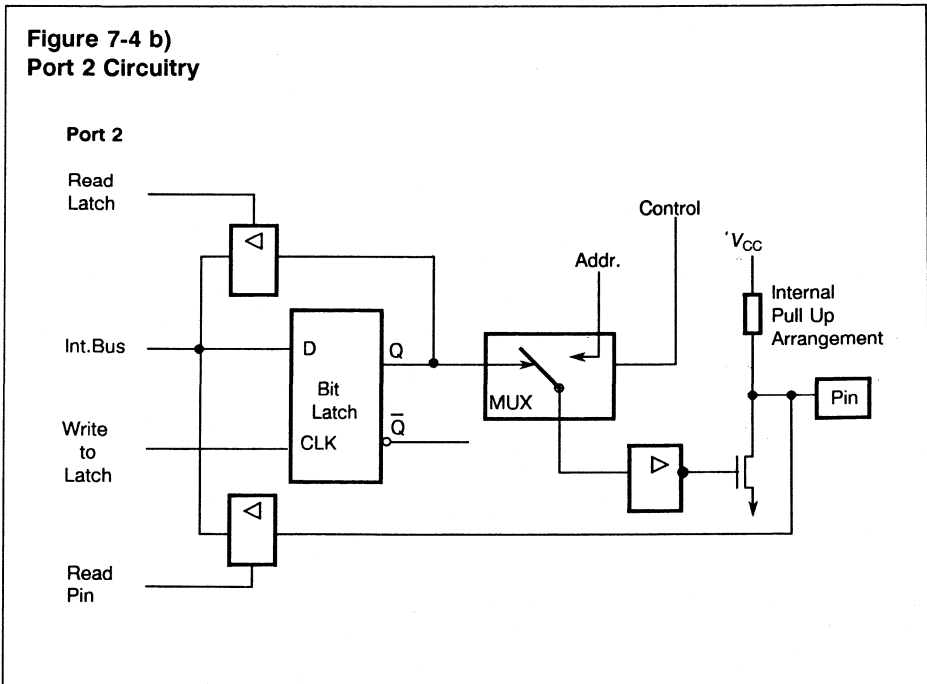 Figure 7-4 b)
Port 2 Circuitry
Port 2
Read
Latch
Control
Addr.
VCC
Internal
Pull Up
Arrangement
Int.Bus
D
Q
Bit
Latch
MUX
Pin
Write
to
Latch
CLK
Q̅
Read
Pin